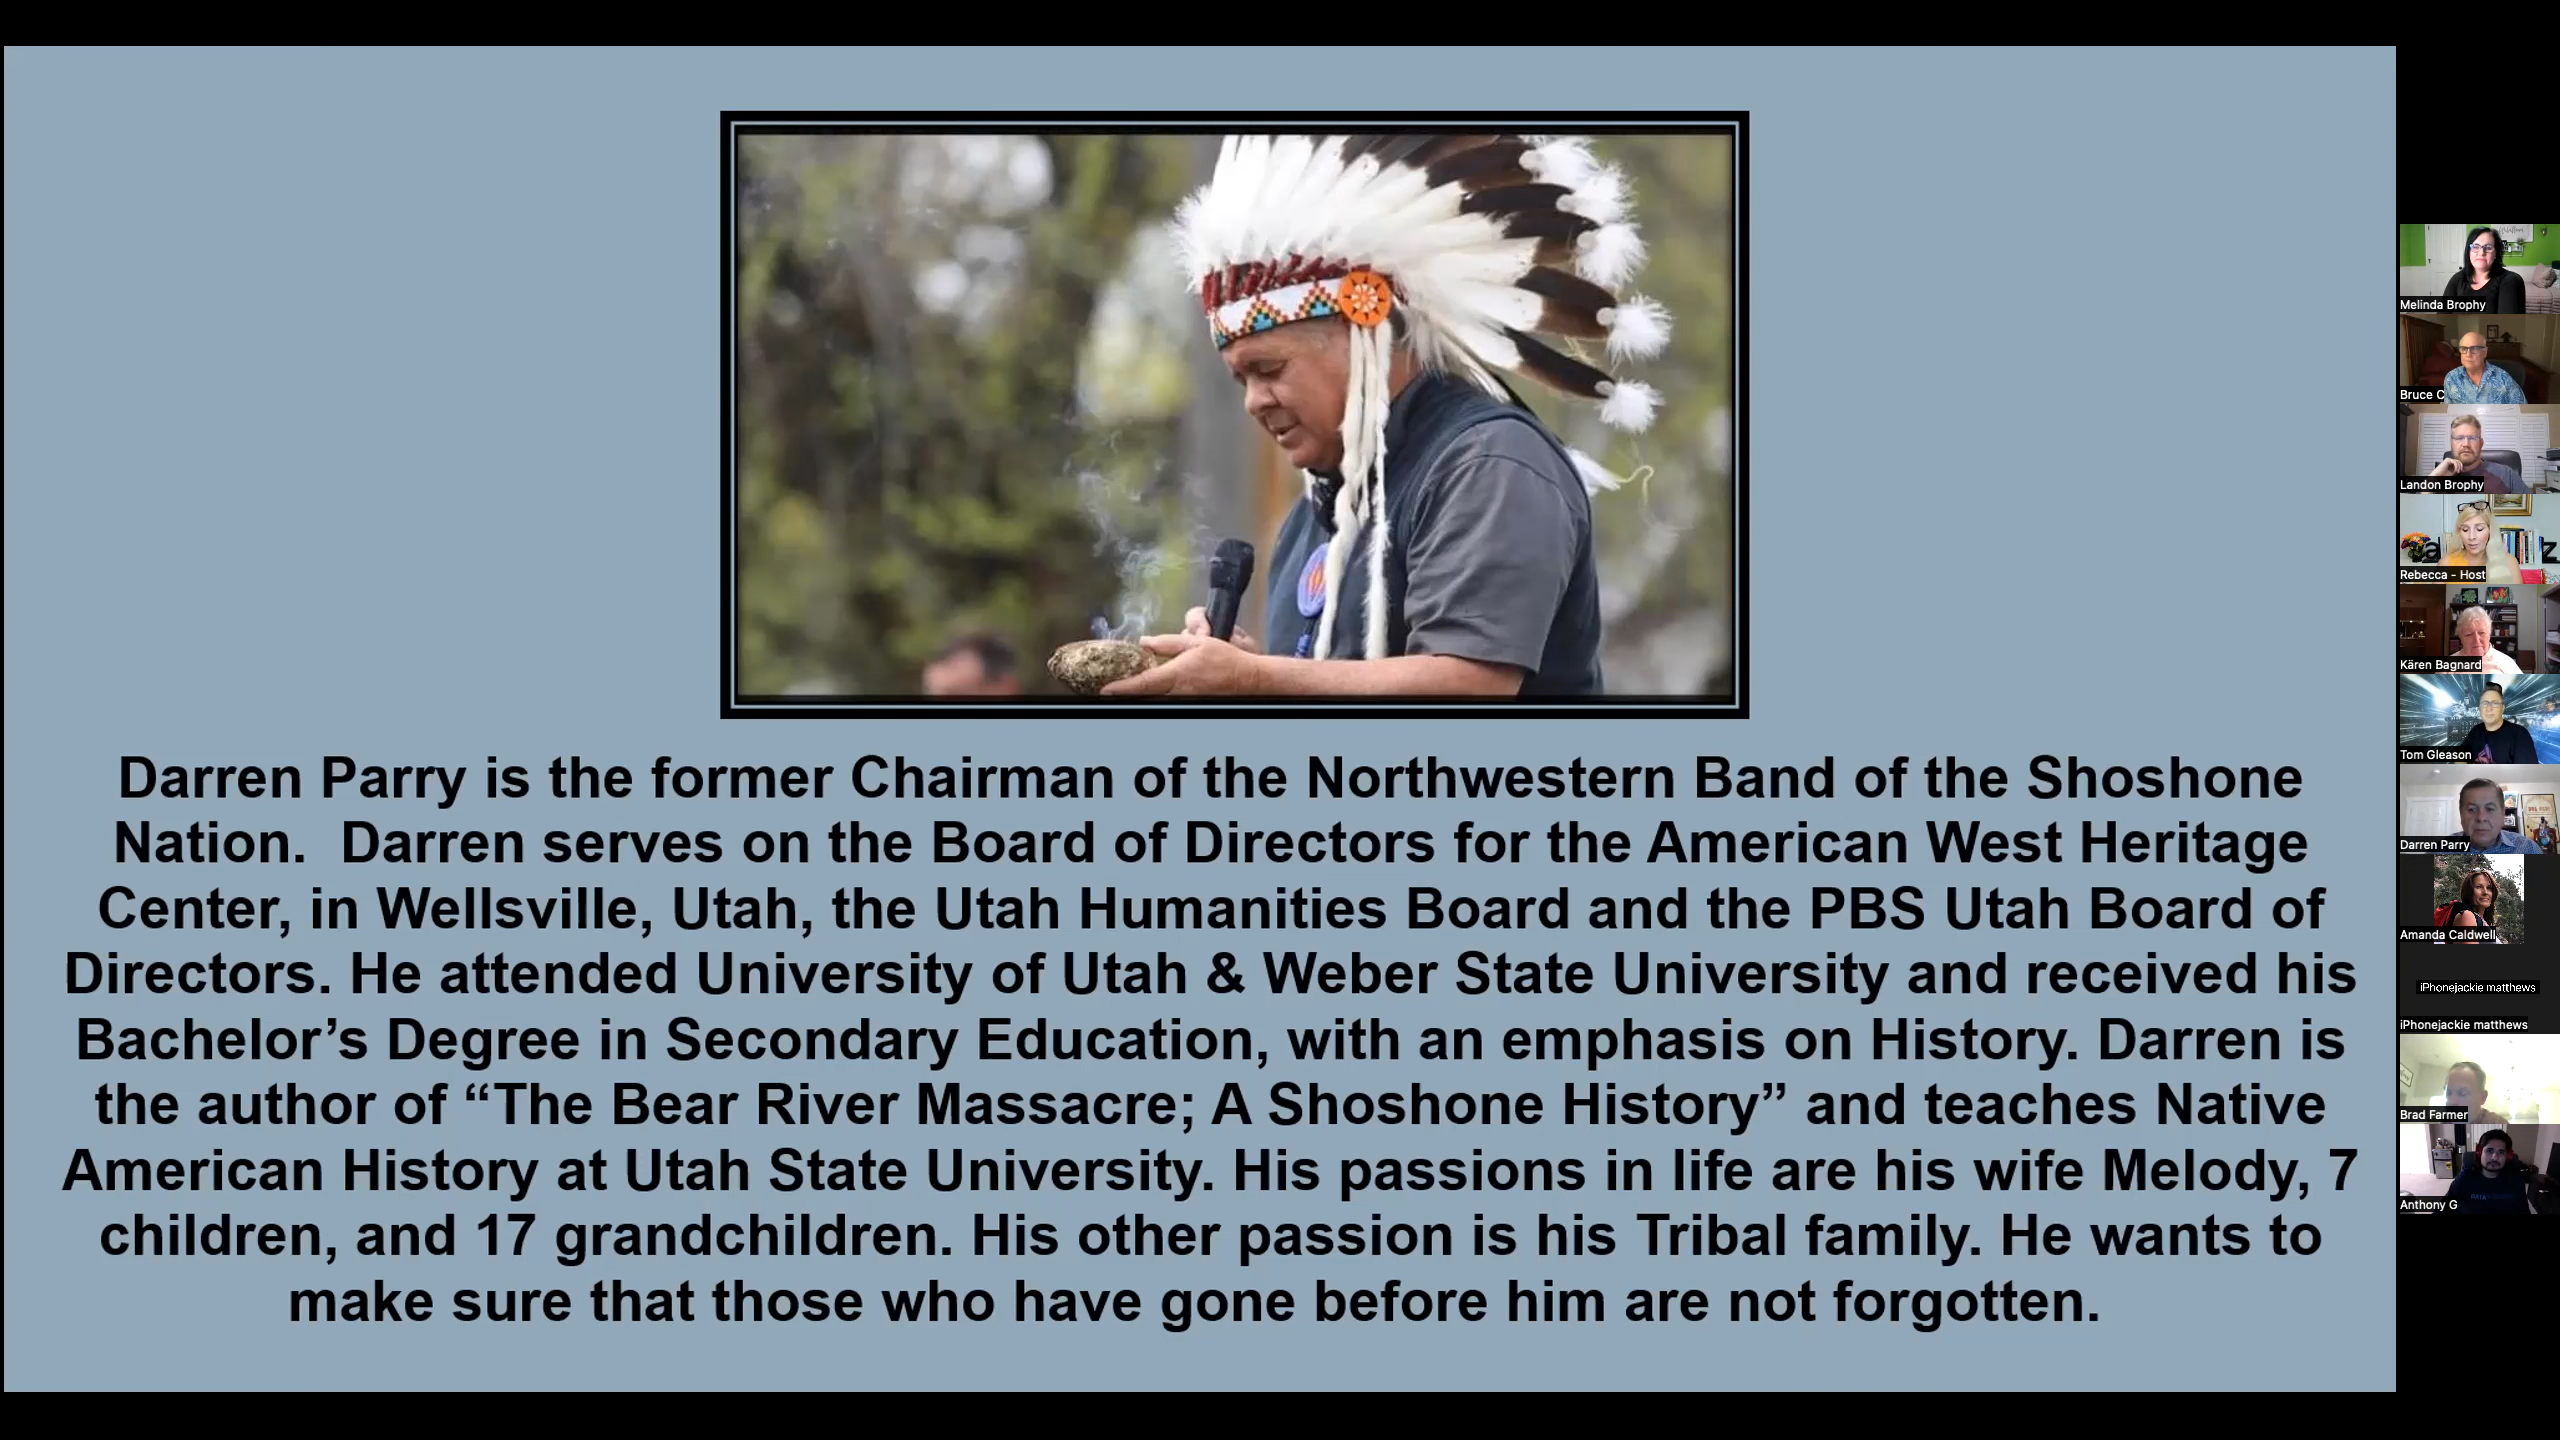 Darren Parry is the former Chairman of the Northwestern Band of the Shoshone
Nation.  Darren serves on the Board of Directors for the American West Heritage
Center, in Wellsville, Utah, the Utah Humanities Board and the PBS Utah Board of
Directors. He attended University of Utah & Weber State University and received his
Bachelor’s Degree in Secondary Education, with an emphasis on History. Darren is
the author of “The Bear River Massacre; A Shoshone History” and teaches Native
American History at Utah State University. His passions in life are his wife Melody, 7
children, and 17 grandchildren. His other passion is his Tribal family. He wants to
make sure that those who have gone before him are not forgotten.
Melinda Brophy
Bruce C
Landon Brophy
Rebecca - Host
Kären Bagnard
Tom Gleason
Darren Parry
Amanda Caldwell
iPhonejackie matthews
iPhonejackie matthews
Brad Farmer
Anthony G